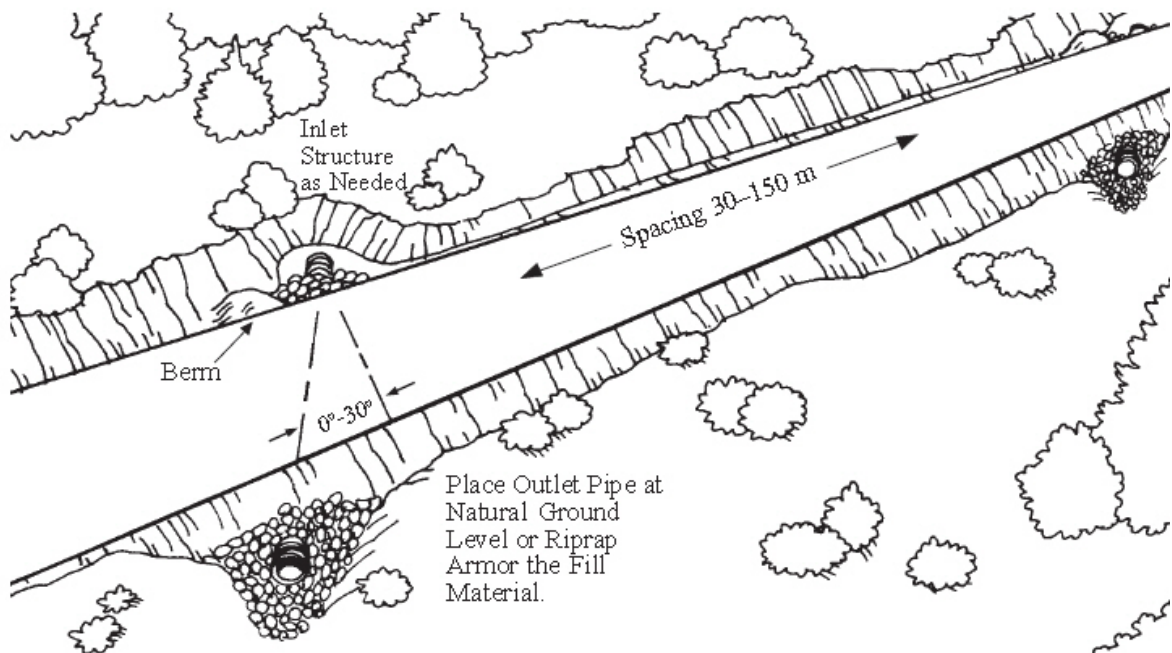 Inlet
Structure
as Needed
Spacing 30–150 m
Berm
0°-30°
Place Outlet Pipe at
Natural Ground
Level or Riprap
Armor the Fill
Material.